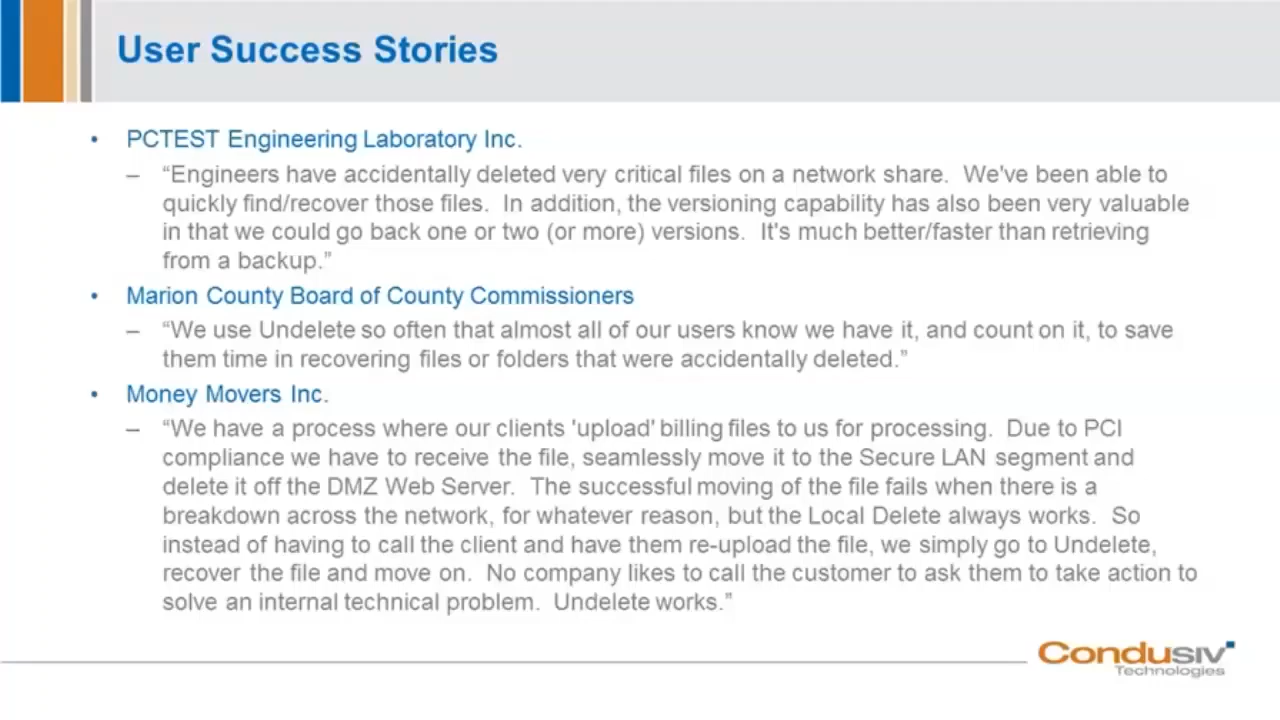 User Success Stories
• PCTEST Engineering Laboratory Inc.
– “Engineers have accidentally deleted very critical files on a network share.  We've been able to
quickly find/recover those files.  In addition, the versioning capability has also been very valuable
in that we could go back one or two (or more) versions.  It's much better/faster than retrieving
from a backup.”
• Marion County Board of County Commissioners
– “We use Undelete so often that almost all of our users know we have it, and count on it, to save
them time in recovering files or folders that were accidentally deleted.”
• Money Movers Inc.
– “We have a process where our clients 'upload' billing files to us for processing.  Due to PCI
compliance we have to receive the file, seamlessly move it to the Secure LAN segment and
delete it off the DMZ Web Server.  The successful moving of the file fails when there is a
breakdown across the network, for whatever reason, but the Local Delete always works.  So
instead of having to call the client and have them re-upload the file, we simply go to Undelete,
recover the file and move on.  No company likes to call the customer to ask them to take action to
solve an internal technical problem.  Undelete works.”
Condusiv
Technologies